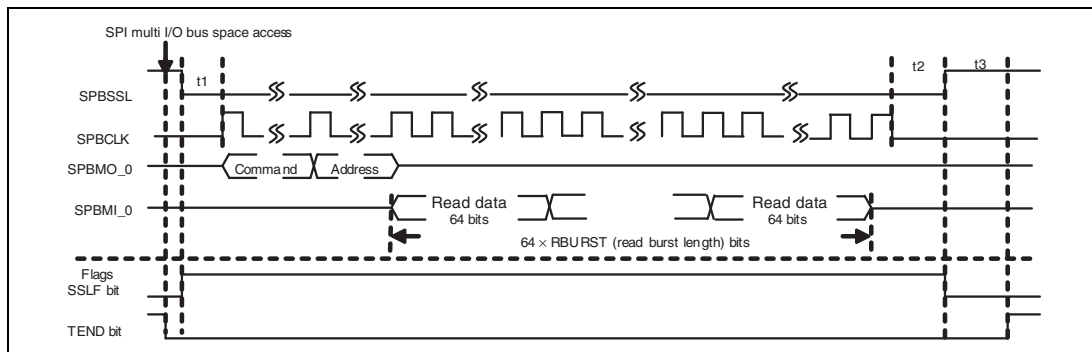 SPI multi I/O bus space access
t1
t2
t3
SPBSSL
SPBCLK
SPBMO_0
Command
Address
SPBMI_0
Read data
64 bits
Read data
64 bits
64 × RBURST (read burst length) bits
Flags
SSLF bit
TEND bit